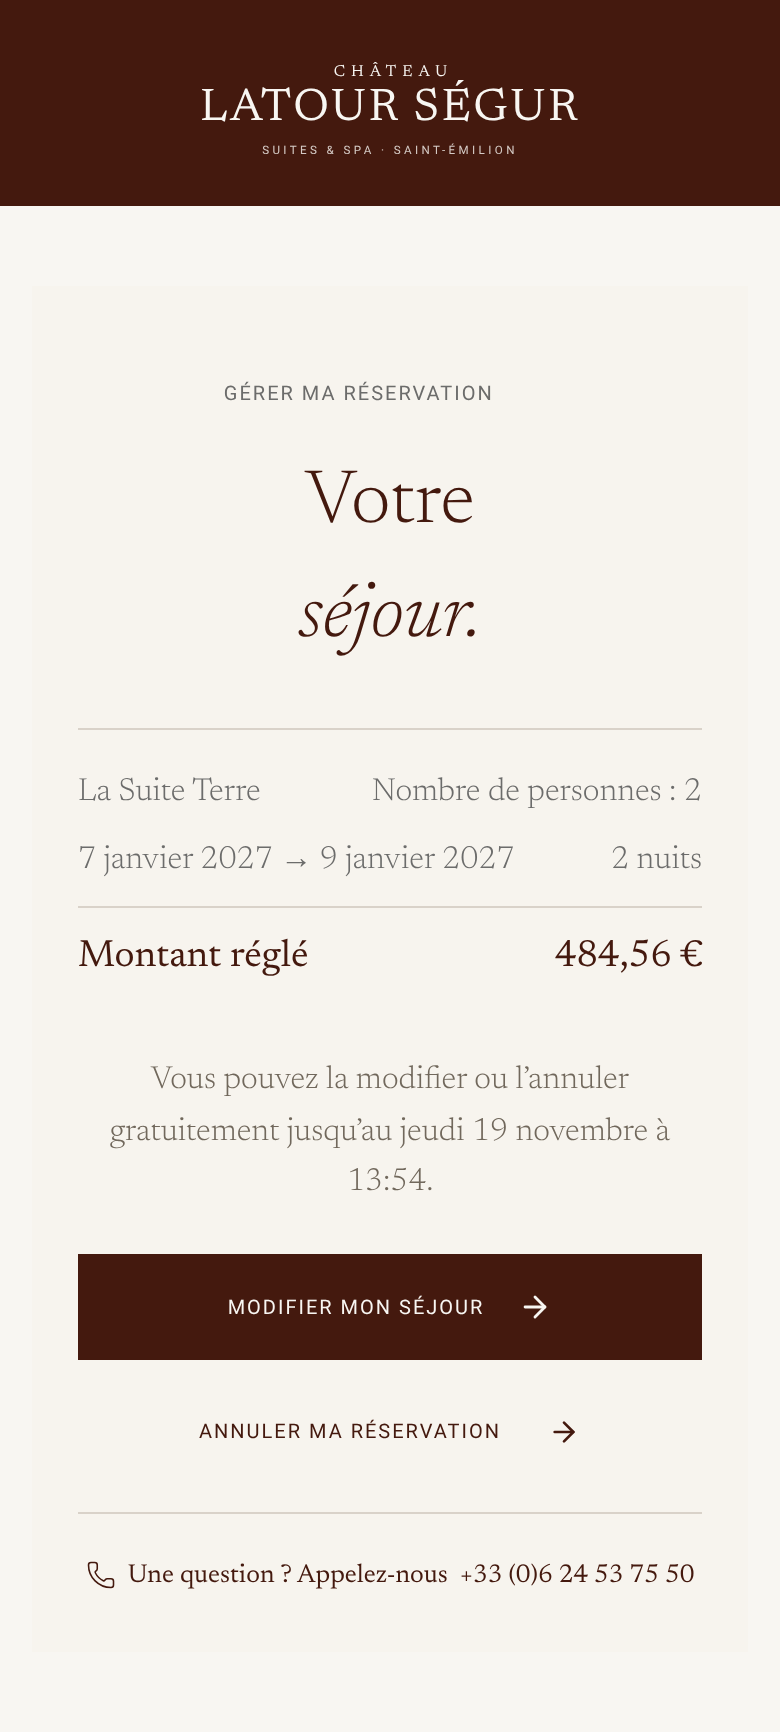 CHÂTEAU
LATOUR SÉGUR
SUITES & SPA · SAINT-ÉMILION
GÉRER MA RÉSERVATION
Votre
séjour.
La Suite Terre Nombre de personnes : 2
7 janvier 2027 → 9 janvier 2027 2 nuits
Montant réglé 484,56 €
Vous pouvez la modifier ou l’annuler
gratuitement jusqu’au jeudi 19 novembre à
13:54.
MODIFIER MON SÉJOUR →
ANNULER MA RÉSERVATION →
Une question ? Appelez-nous +33 (0)6 24 53 75 50